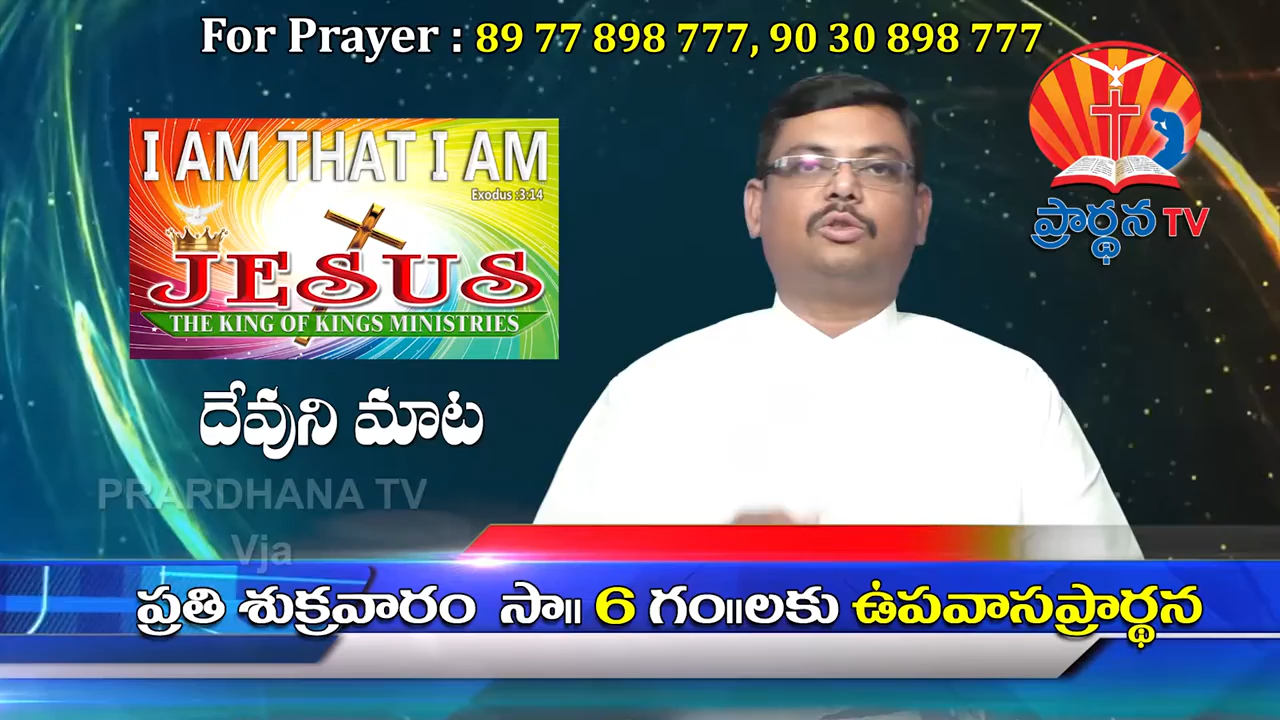 For Prayer : 89 77 898 777, 90 30 898 777
I AM THAT I AM
Exodus :3:14
JESUS
THE KING OF KINGS MINISTRIES
ప్రార్థన TV
దేవుని మాట
PRARDHANA TV
Vja
ప్రతి శుక్రవారం సా॥ 6 గం॥లకు ఉపవాసప్రార్థన